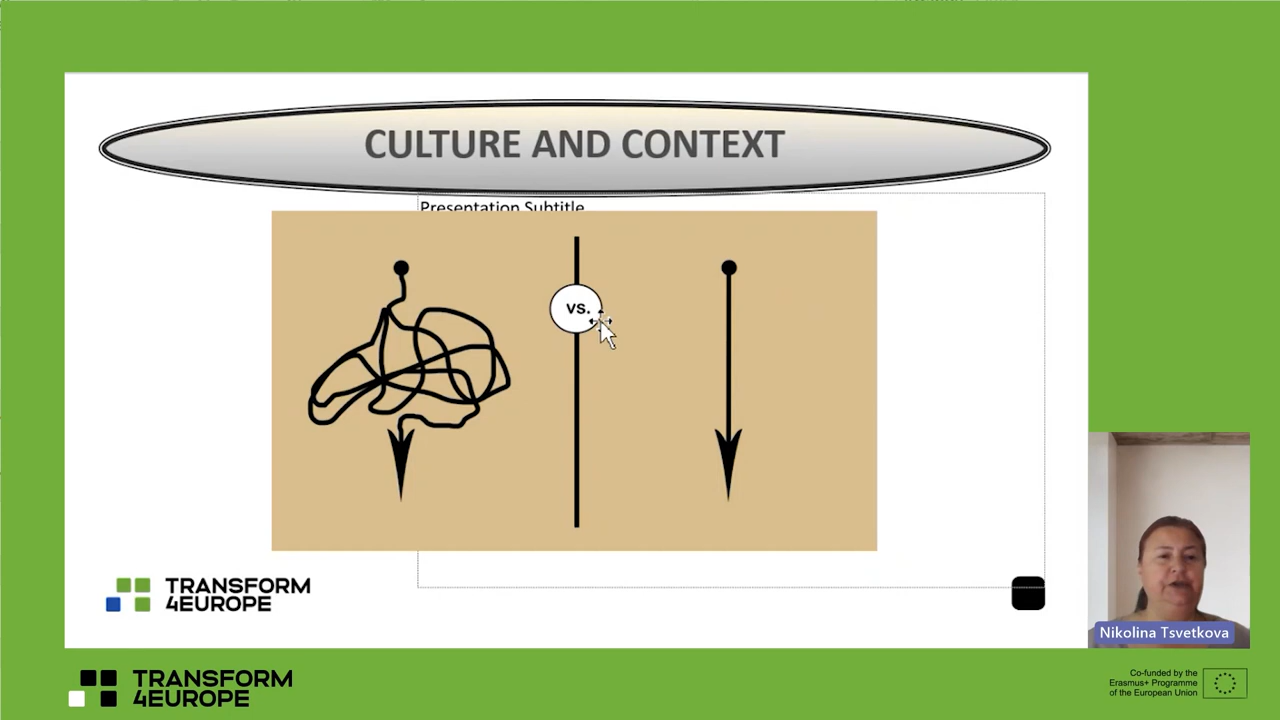 CULTURE AND CONTEXT
Presentation Subtitle
vs.
TRANSFORM
4EUROPE
Nikolina Tsvetkova
TRANSFORM
4EUROPE
Co-funded by the
Erasmus+ Programme
of the European Union